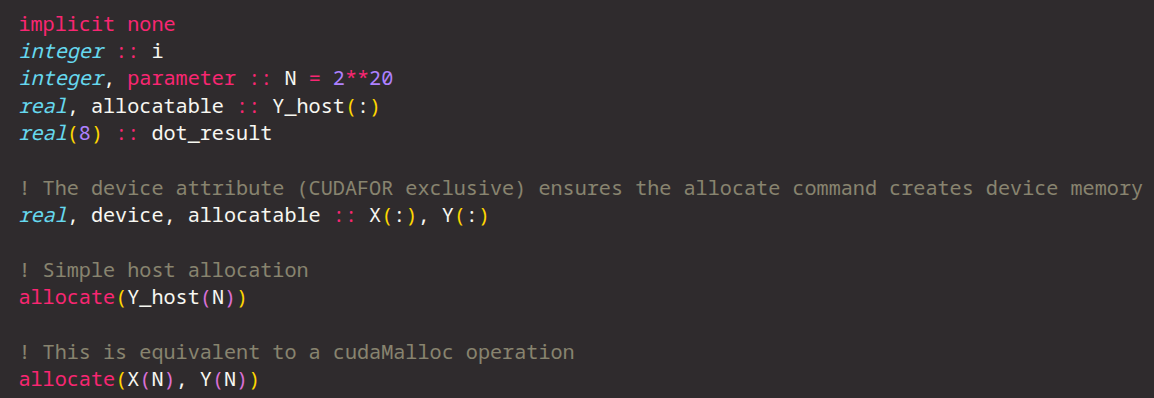 implicit none
integer :: i
integer, parameter :: N = 2**20
real, allocatable :: Y_host(:)
real(8) :: dot_result
! The device attribute (CUDAFOR exclusive) ensures the allocate command creates device memory
real, device, allocatable :: X(:), Y(:)
! Simple host allocation
allocate(Y_host(N))
! This is equivalent to a cudaMalloc operation
allocate(X(N), Y(N))